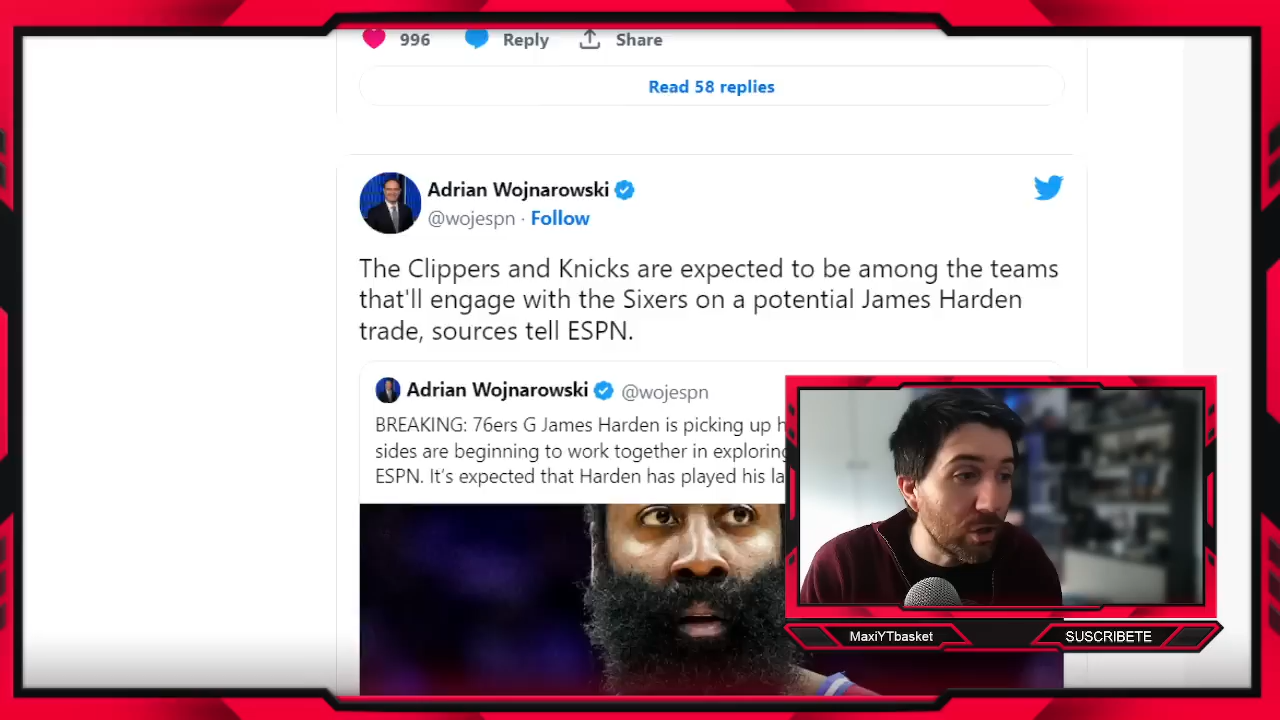 996 Reply Share
Read 58 replies
Adrian Wojnarowski
@wojespn · Follow
The Clippers and Knicks are expected to be among the teams
that'll engage with the Sixers on a potential James Harden
trade, sources tell ESPN.
Adrian Wojnarowski @wojespn
BREAKING: 76ers G James Harden is picking up
sides are beginning to work together in exploring
ESPN. It's expected that Harden has played his
MaxiYTbasket SUSCRIBETE